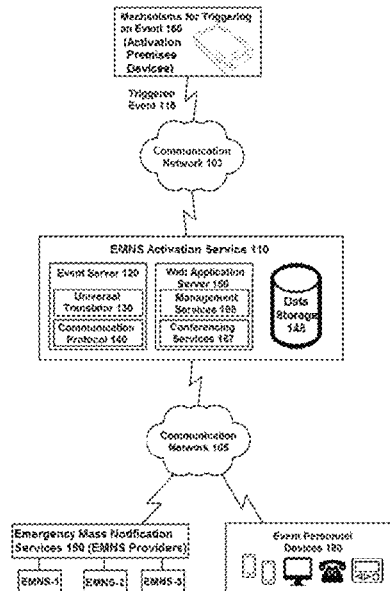 Mechanisms for Triggering
an Event 160
(Activation
Premises
Devices)
Triggered
Event 115
Communication
Network 103
EMNS Activation Service 110
Event Server 120
Universal
Translator 130
Communication
Protocol 140
Web Application
Server
Management
Services
Conferencing
Services 167
Data
Storage
145
Communication
Network 105
Emergency Mass Notification
Services 150 (EMNS Providers)
EMNS-1
EMNS-2
EMNS-3
Event Personnel
Devices 180